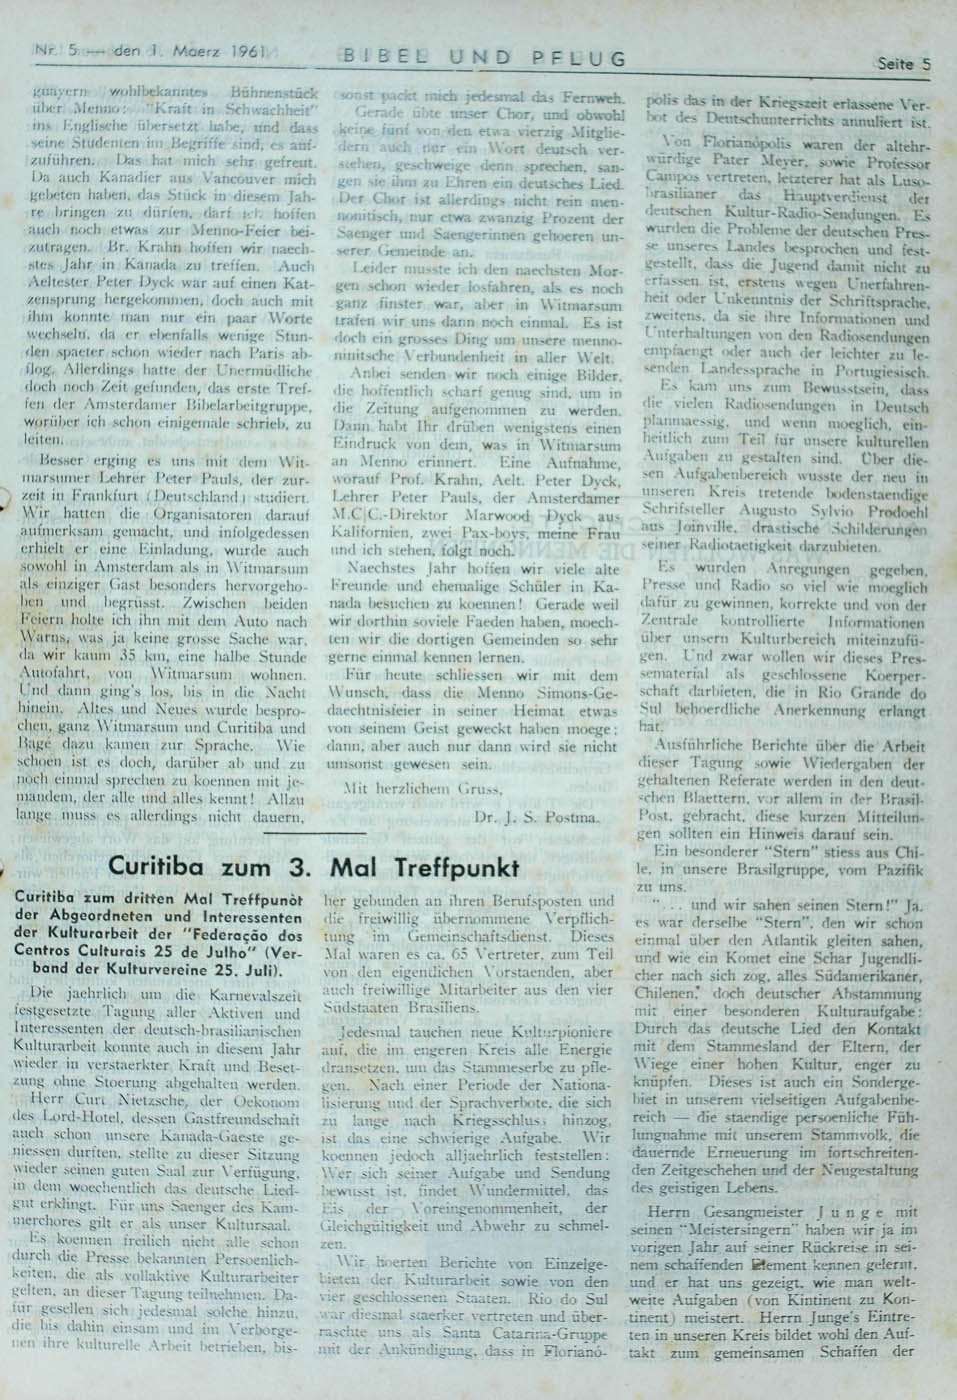 Nr. 5 — den 1. Maerz 1961
BIBEL UND PFLUG
Seite 5
guayern wohlbekanntes Bühnenstück
über Menno: "Kraft in Schwachheit"
ins Englische übersetzt habe, und dass
seine Studenten im Begriffe sind, es auf-
zuführen. Das hat mich sehr gefreut.
Da auch Kanadier aus Vancouver mich
gebeten haben, das Stück in diesem Jah-
re bringen zu dürfen, darf ich hoffen
auch noch etwas zur Menno-Feier bei-
zutragen. Br. Krahn hoffen wir naech-
stes Jahr in Kanada zu treffen. Auch
Aeltester Peter Dyck war auf einen Kat-
zensprung hergekommen, doch auch mit
ihm konnte man nur ein paar Worte
wechseln, da er ebenfalls wenige Stun-
den spaeter schon wieder nach Paris ab-
flog. Allerdings hatte der Unermüdliche
doch noch Zeit gefunden, das erste Tref-
fen der Amsterdamer Bibelarbeitgruppe,
worüber ich schon einigemale schrieb, zu
leiten.
Besser erging es uns mit dem Wit-
marsumer Lehrer Peter Pauls, der zur-
zeit in Frankfurt (Deutschland) studiert.
Wir hatten die Organisatoren darauf
aufmerksam gemacht, und infolgedessen
erhielt er eine Einladung, wurde auch
sowohl in Amsterdam als in Witmarsum
als einziger Gast besonders hervorgeho-
ben und begrüsst. Zwischen beiden
Feiern holte ich ihn mit dem Auto nach
Warns, was ja keine grosse Sache war,
da wir kaum 35 km, eine halbe Stunde
Autofahrt, von Witmarsum wohnen.
Und dann ging's los, bis in die Nacht
hinein. Altes und Neues wurde bespro-
chen, ganz Witmarsum und Curitiba und
Bagé dazu kamen zur Sprache. Wie
schoen ist es doch, darüber ab und zu
noch einmal sprechen zu koennen mit je-
mandem, der alle und alles kennt! Allzu
lange muss es allerdings nicht dauern,
sonst packt mich jedesmal das Fernweh.
Gerade übte unser Chor, und obwohl
keine fünf von den etwa vierzig Mitglie-
dern auch nur ein Wort deutsch ver-
stehen, geschweige denn sprechen, san-
gen sie ihm zu Ehren ein deutsches Lied.
Der Chor ist allerdings nicht rein men-
nonitisch, nur etwa zwanzig Prozent der
Saenger und Saengerinnen gehoeren un-
serer Gemeinde an.
Leider musste ich den naechsten Mor-
gen schon wieder losfahren, als es noch
ganz finster war, aber in Witmarsum
trafen wir uns dann noch einmal. Es ist
doch ein grosses Ding um unsere menno-
ninitsche Verbundenheit in aller Welt.
Anbei senden wir noch einige Bilder,
die hoffentlich scharf genug sind, um in
die Zeitung aufgenommen zu werden.
Dann habt Ihr drüben wenigstens einen
Eindruck von dem, was in Witmarsum
an Menno erinnert. Eine Aufnahme,
worauf Prof. Krahn, Aelt. Peter Dyck,
Lehrer Peter Pauls, der Amsterdamer
M.C.C.-Direktor Marwood Dyck aus
Kalifornien, zwei Pax-boys, meine Frau
und ich stehen, folgt noch.
Naechstes Jahr hoffen wir viele alte
Freunde und ehemalige Schüler in Ka-
nada besuchen zu koennen! Gerade weil
wir dorthin soviele Faeden haben, moech-
ten wir die dortigen Gemeinden so sehr
gerne einmal kennen lernen.
Für heute schliessen wir mit dem
Wunsch, dass die Menno Simons-Ge-
daechtnisfeier in seiner Heimat etwas
von seinem Geist geweckt haben moege;
dann, aber auch nur dann wird sie nicht
umsonst gewesen sein.
Mit herzlichem Gruss,
Dr. J. S. Postma.
Curitiba zum 3. Mal Treffpunkt
Curitiba zum dritten Mal Treffpunòt
der Abgeordneten und Interessenten
der Kulturarbeit der "Federação dos
Centros Culturais 25 de Julho" (Ver-
band der Kulturvereine 25. Juli).
Die jaehrlich um die Karnevalszeit
festgesetzte Tagung aller Aktiven und
Interessenten der deutsch-brasilianischen
Kulturarbeit konnte auch in diesem Jahr
wieder in verstaerkter Kraft und Beset-
zung ohne Stoerung abgehalten werden.
Herr Curt Nietzsche, der Oekonom
des Lord-Hotel, dessen Gastfreundschaft
auch schon unsere Kanada-Gaeste ge-
niessen durften, stellte zu dieser Sitzung
wieder seinen guten Saal zur Verfügung,
in dem woechentlich das deutsche Lied-
gut erklingt. Für uns Saenger des Kam-
merchores gilt er als unser Kultursaal.
Es koennen freilich nicht alle schon
durch die Presse bekannten Persoenlich-
keiten, die als vollaktive Kulturarbeiter
gelten, an dieser Tagung teilnehmen. Da-
für gesellen sich jedesmal solche hinzu,
die bis dahin einsam und im Verborge-
nen ihre kulturelle Arbeit betrieben, bis-
her gebunden an ihren Berufsposten und
die freiwillig übernommene Verpflich-
tung im Gemeinschaftsdienst. Dieses
Mal waren es ca. 65 Vertreter, zum Teil
von den eigendichen Vorstaenden, aber
auch freiwillige Mitarbeiter aus den vier
Südstaaten Brasiliens.
Jedesmal tauchen neue Kulturpioniere
auf, die im engeren Kreis alle Energie
dransetzen, um das Stammeserbe zu pfle-
gen. Nach einer Periode der Nationa-
lisierung und der Sprachverbote, die sich
zu lange nach Kriegsschluss hinzog,
ist das eine schwierige Aufgabe. Wir
koennen jedoch alljaehrlich feststellen:
Wer sich seiner Aufgabe und Sendung
bewusst ist, findet Wundermittel, das
Eis der Voreingenommenheit, der
Gleichgültigkeit und Abwehr zu schmel-
zen.
Wir hoerten Berichte von Einzelge-
bieten der Kulturarbeit sowie von den
vier geschlossenen Staaten. Rio do Sul
war diesmal staerker vertreten und über-
raschte uns als Santa Catarina-Gruppe
mit der Ankündigung, dass in Florianó-
polis das in der Kriegszeit erlassene Ver-
bot des Deutschunterrichts annuliert ist.
Von Florianópolis waren der altehr-
würdige Pater Meyer, sowie Professor
Campos vertreten, letzterer hat als Luso-
brasilianer das Hauptverdienst der
deutschen Kultur-Radio-Sendungen. Es
wurden die Probleme der deutschen Pres-
se unseres Landes besprochen und fest-
gestellt, dass die Jugend damit nicht zu
erfassen ist, erstens wegen Unerfahren-
heit oder Unkenntnis der Schriftsprache,
zweitens, da sie ihre Informationen und
Unterhaltungen von den Radiosendungen
empfaengt oder auch der leichter zu le-
senden Landessprache in Portugiesisch.
Es kam uns zum Bewusstsein, dass
die vielen Radiosendungen in Deutsch
planmaessig, und wenn moeglich, ein-
heitlich zum Teil für unsere kulturellen
Aufgaben zu gestalten sind. Über die-
sen Aufgabenbereich wusste der neu in
unseren Kreis tretende bodenstaendige
Schrifsteller Augusto Sylvio Prodoehl
aus Joinville, drastische Schilderungen
seiner Radiotaetigkeit darzubieten.
Es wurden Anregungen gegeben,
Presse und Radio so viel wie moeglich
dafür zu gewinnen, korrekte und von der
Zentrale kontrollierte Informationen
über unsern Kulturbereich miteinzufü-
gen. Und zwar wollen wir dieses Pres-
sematerial als geschlossene Koerper-
schaft darbieten, die in Rio Grande do
Sul behoerdliche Anerkennung erlangt
hat.
Ausführliche Berichte über die Arbeit
dieser Tagung sowie Wiedergaben der
gehaltenen Referate werden in den deut-
schen Blaettern, vor allem in der Brasil-
Post, gebracht, diese kurzen Mitteilun-
gen sollten ein Hinweis darauf sein.
Ein besonderer "Stern" stiess aus Chi-
le, in unsere Brasilgruppe, vom Pazifik
zu uns.
"... und wir sahen seinen Stern!" Ja,
es war derselbe "Stern", den wir schon
einmal über den Atlantik gleiten sahen,
und wie ein Komet eine Schar Jugendli-
cher nach sich zog, alles Südamerikaner,
Chilenen, doch deutscher Abstammung
mit einer besonderen Kulturaufgabe:
Durch das deutsche Lied den Kontakt
mit dem Stammesland der Eltern, der
Wiege einer hohen Kultur, enger zu
knüpfen. Dieses ist auch ein Sonderge-
biet in unserem vielseitigen Aufgabenbe-
reich — die staendige persoenliche Füh-
lungnahme mit unserem Stammvolk, die
dauernde Erneuerung im fortschreiten-
den Zeitgeschehen und der Neugestaltung
des geistigen Lebens.
Herrn Gesangmeister Junge mit
seinen "Meistersingern" haben wir ja im
vorigen Jahr auf seiner Rückreise in sei-
nem schaffenden Element kennen gelernt,
und er hat uns gezeigt, wie man welt-
weite Aufgaben (von Kintinent zu Kon-
tinent) meistert. Herrn Junge's Eintre-
ten in unseren Kreis bildet wohl den Auf-
takt zum gemeinsamen Schaffen der